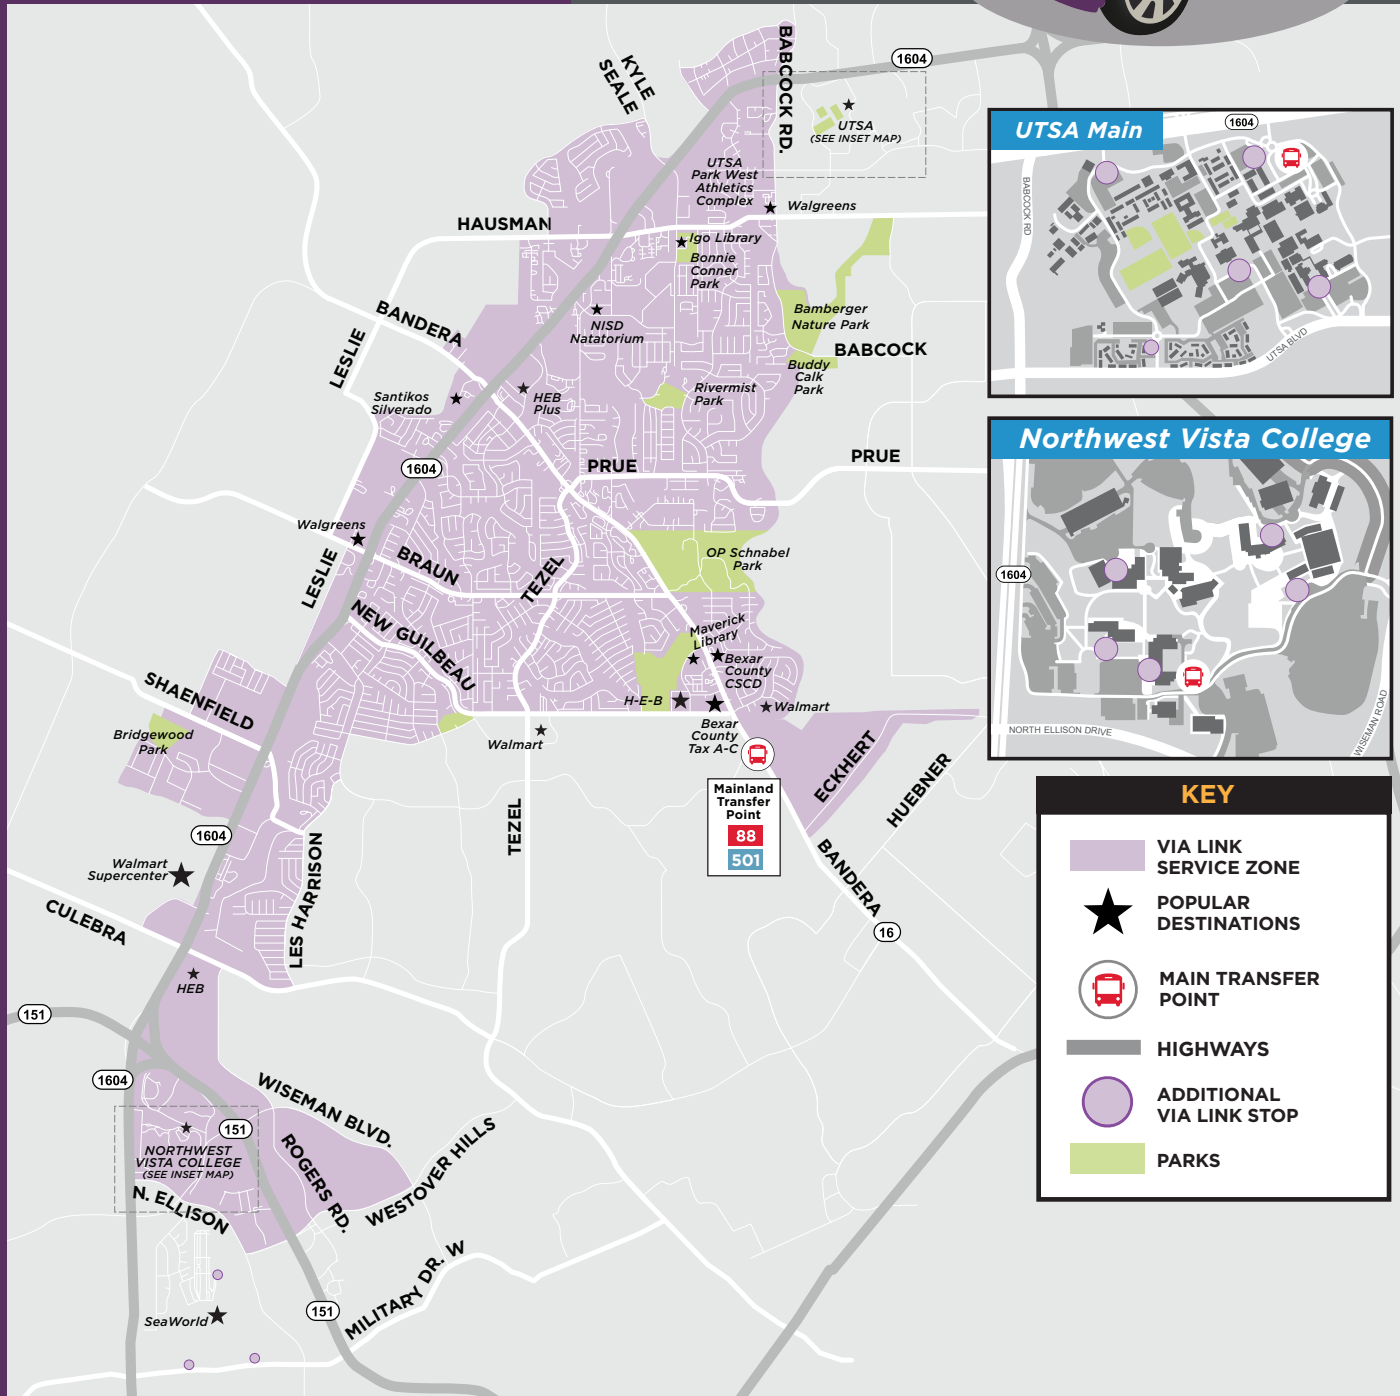 KYLE
SEALE
BABCOCK RD.
1604
UTSA
(SEE INSET MAP)
UTSA
Park West
Athletics
Complex
Walgreens
HAUSMAN
Igo Library
Bonnie
Conner
Park
BANDERA
LESLIE
NISD
Natatorium
Bamberger
Nature Park
BABCOCK
Buddy
Calk
Park
Santikos
Silverado
HEB
Plus
Rivermist
Park
1604
PRUE
PRUE
Walgreens
LESLIE
BRAUN
TEZEL
OP Schnabel
Park
NEW GUILBEAU
Maverick
Library
Bexar
County
CSCD
SHAENFIELD
Bridgewood
Park
H-E-B
Walmart
Bexar
County
Tax A-C
Walmart
ECKHERT
HUEBNER
Mainland
Transfer
Point
88
501
TEZEL
BANDERA
16
1604
Walmart
Supercenter
LES HARRISON
CULEBRA
HEB
151
1604
WISEMAN BLVD.
151
NORTHWEST
VISTA COLLEGE
(SEE INSET MAP)
ROGERS RD.
WESTOVER HILLS
N. ELLISON
MILITARY DR. W
SeaWorld
151
UTSA Main
1604
BABCOCK RD
UTSA BLVD
Northwest Vista College
1604
NORTH ELLISON DRIVE
WISEMAN ROAD
KEY
VIA LINK
SERVICE ZONE
POPULAR
DESTINATIONS
MAIN TRANSFER
POINT
HIGHWAYS
ADDITIONAL
VIA LINK STOP
PARKS